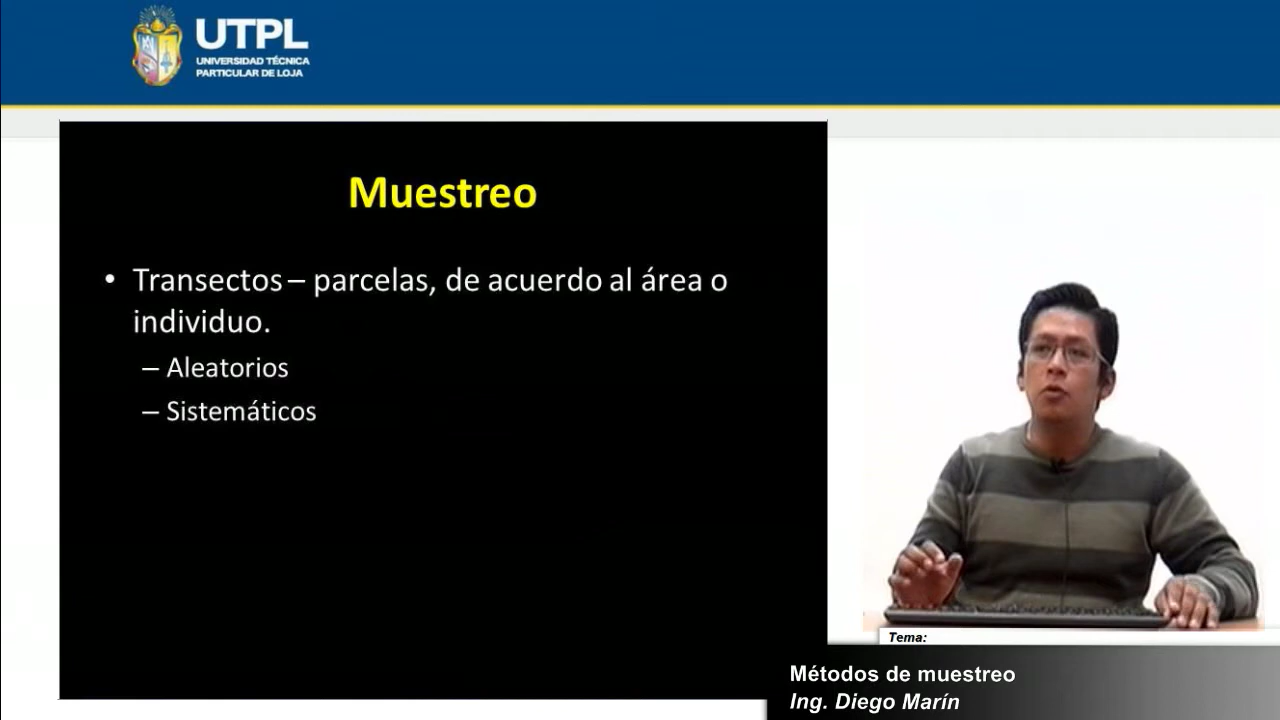 UTPL
UNIVERSIDAD TÉCNICA
PARTICULAR DE LOJA
Muestreo
• Transectos – parcelas, de acuerdo al área o
individuo.
– Aleatorios
– Sistemáticos
Tema:
Métodos de muestreo
Ing. Diego Marín